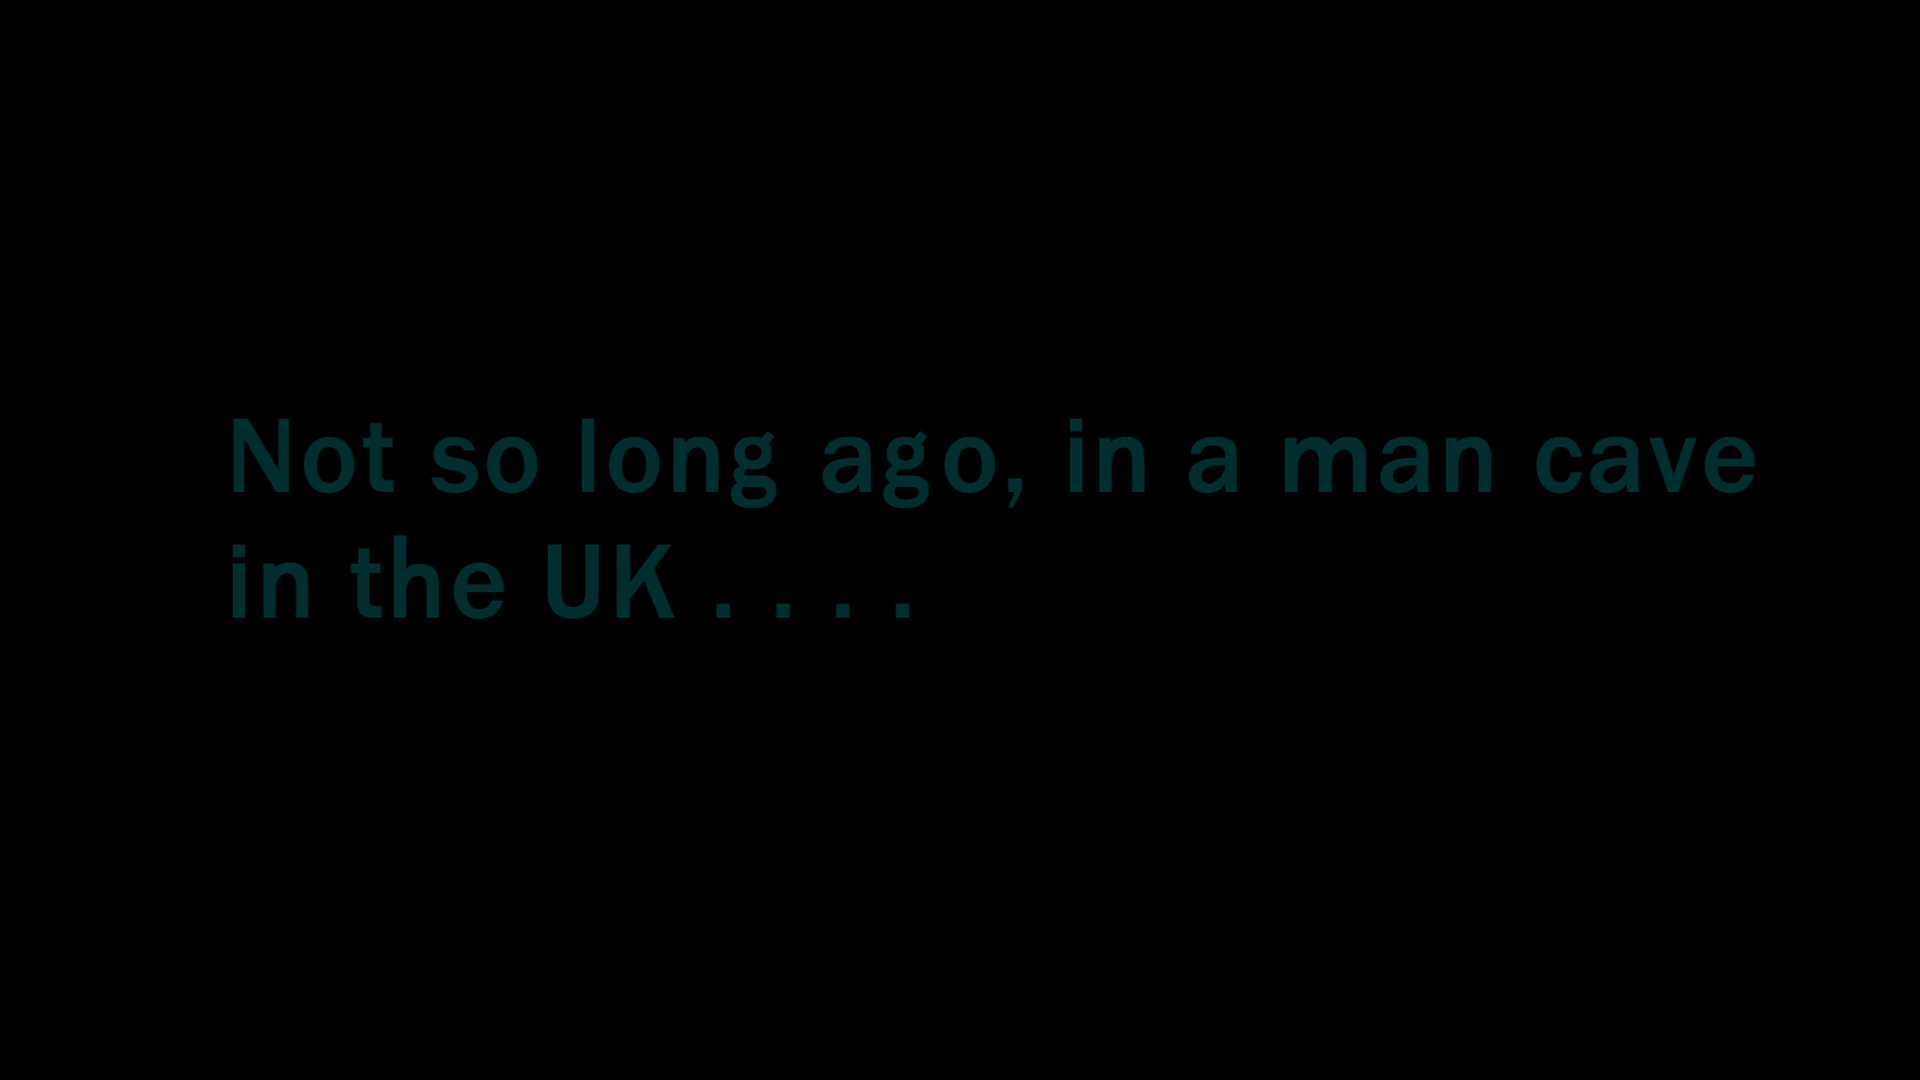 Not so long ago, in a man cave
in the UK . . . .